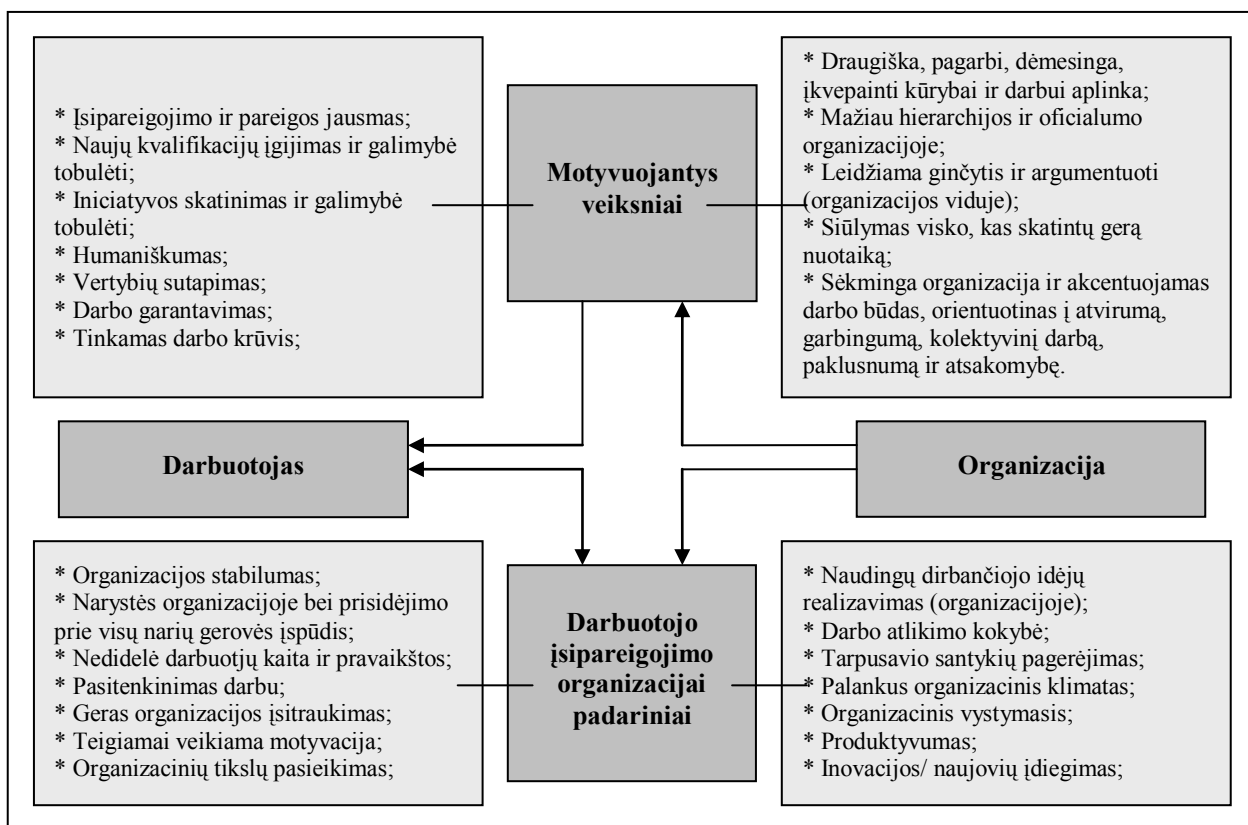 * Įsipareigojimo ir pareigos jausmas;
* Naujų kvalifikacijų įgijimas ir galimybė
tobulėti;
* Iniciatyvos skatinimas ir galimybė
tobulėti;
* Humaniškumas;
* Vertybių sutapimas;
* Darbo garantavimas;
* Tinkamas darbo krūvis;
Motyvuojantys
veiksniai
* Draugiška, pagarbi, dėmesinga,
įkvepainti kūrybai ir darbui aplinka;
* Mažiau hierarchijos ir oficialumo
organizacijoje;
* Leidžiama ginčytis ir argumentuoti
(organizacijos viduje);
* Siūlymas visko, kas skatintų gerą
nuotaiką;
* Sėkminga organizacija ir akcentuojamas
darbo būdas, orientuotinas į atvirumą,
garbingumą, kolektyvinį darbą,
paklusnumą ir atsakomybę.
Darbuotojas
Organizacija
* Organizacijos stabilumas;
* Narystės organizacijoje bei prisidėjimo
prie visų narių gerovės įspūdis;
* Nedidelė darbuotjų kaita ir pravaikštos;
* Pasitenkinimas darbu;
* Geras organizacijos įsitraukimas;
* Teigiamai veikiama motyvacija;
* Organizacinių tikslų pasieikimas;
Darbuotojo
įsipareigojimo
organizacijai
padariniai
* Naudingų dirbančiojo idėjų
realizavimas (organizacijoje);
* Darbo atlikimo kokybė;
* Tarpusavio santykių pagerėjimas;
* Palankus organizacinis klimatas;
* Organizacinis vystymasis;
* Produktyvumas;
* Inovacijos/ naujovių įdiegimas;